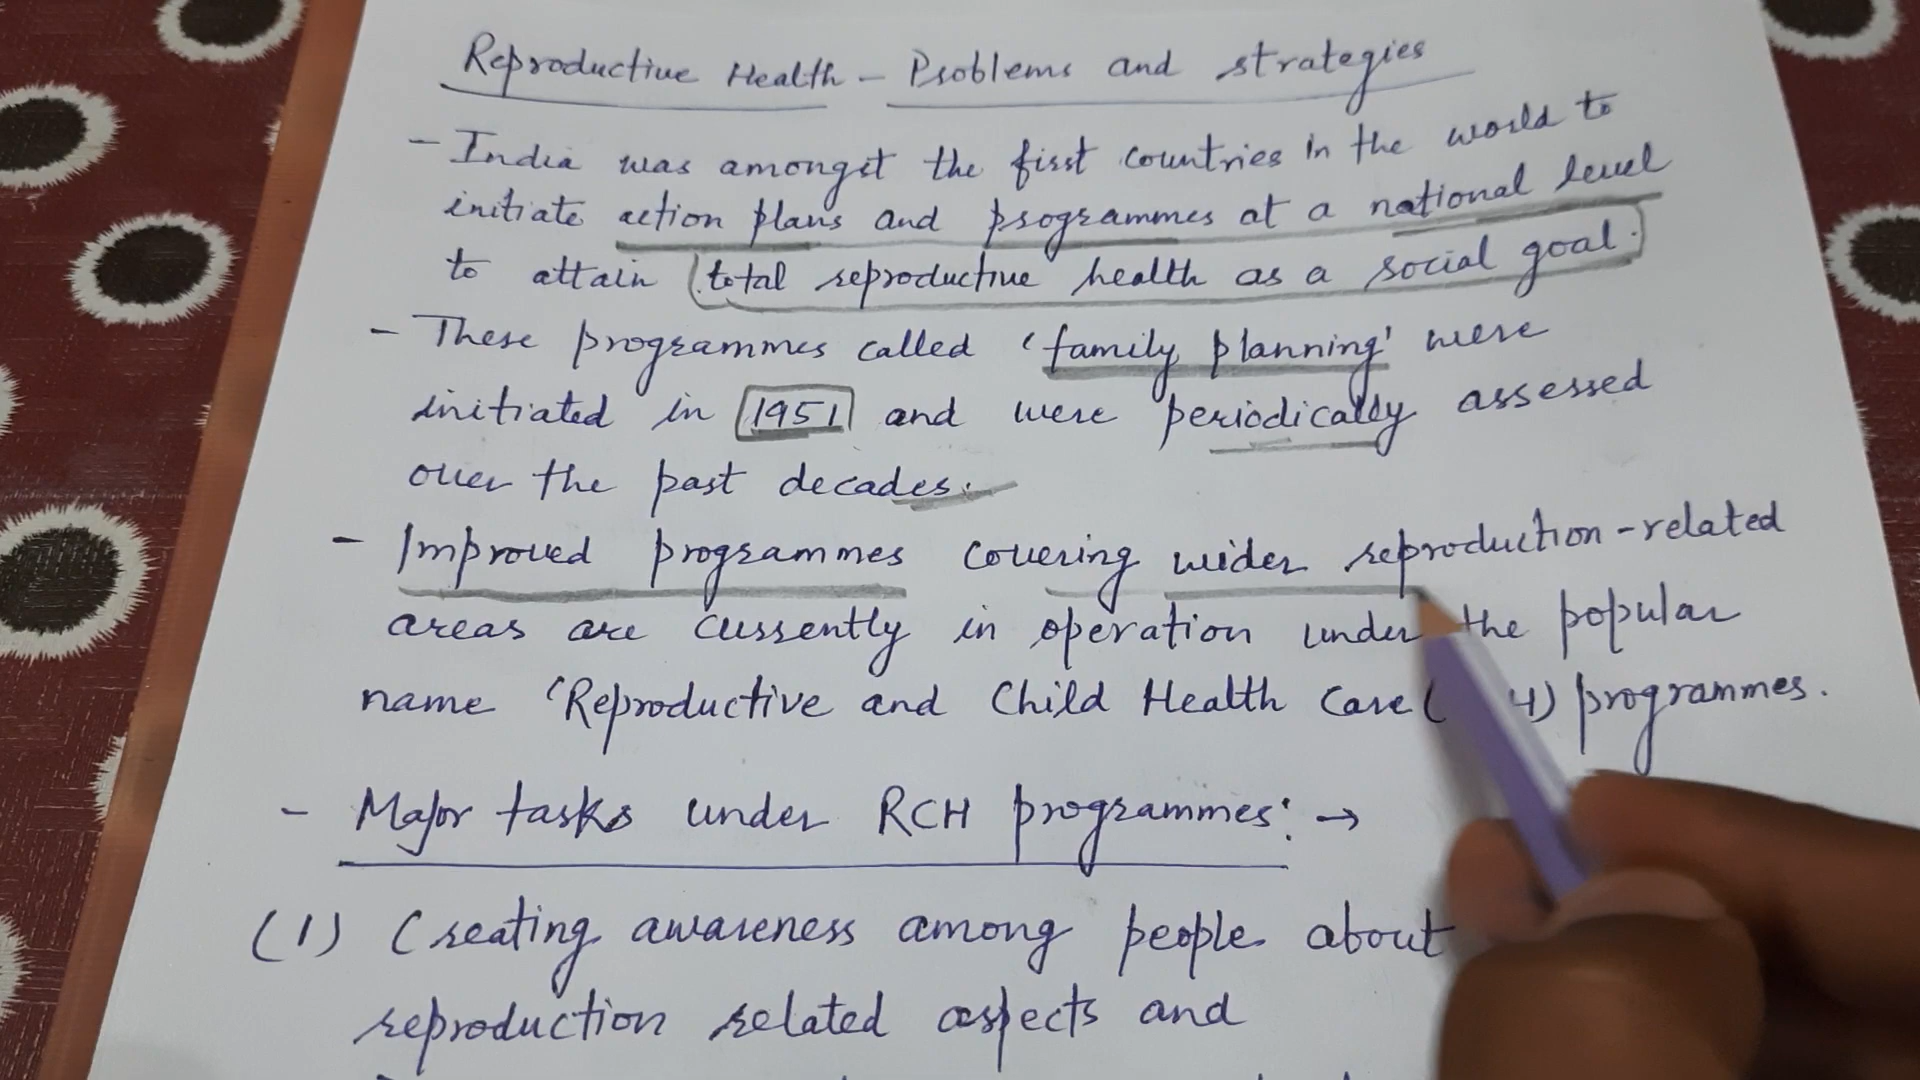 Reproductive Health - Problems and strategies
- India was amongst the first countries in the world to
initiate action plans and programmes at a national level
to attain total reproductive health as a social goal.
- These programmes called 'family planning' were
initiated in 1951 and were periodically assessed
over the past decades.
- Improved programmes covering wider reproduction-related
areas are currently in operation under the popular
name 'Reproductive and Child Health Care ( H) programmes.
- Major tasks under RCH programmes: →
(1) Creating awareness among people about
reproduction related aspects and